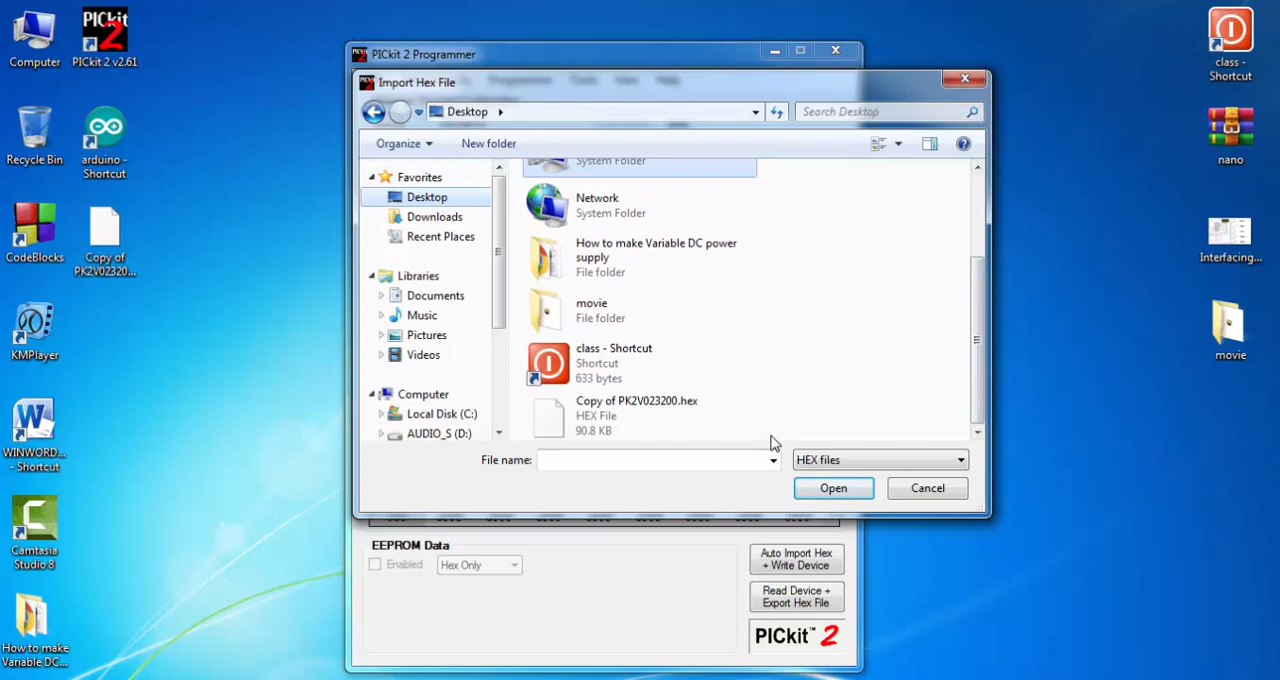 Computer
PICkit 2
PICkit 2 v2.61
Recycle Bin
arduino -
Shortcut
CodeBlocks
Copy of
PK2V02320...
KMPlayer
WINWORD...
- Shortcut
Camtasia
Studio 8
How to make
Variable DC...
PICkit 2 Programmer
Import Hex File
Desktop
Search Desktop
Organize
New folder
Favorites
Desktop
Downloads
Recent Places
Libraries
Documents
Music
Pictures
Videos
Computer
Local Disk (C:)
AUDIO_S (D:)
System Folder
Network
System Folder
How to make Variable DC power
supply
File folder
movie
File folder
class - Shortcut
Shortcut
633 bytes
Copy of PK2V023200.hex
HEX File
90.8 KB
File name:
HEX files
Open
Cancel
EEPROM Data
Enabled
Hex Only
Auto Import Hex
+ Write Device
Read Device +
Export Hex File
PICkit™ 2
class -
Shortcut
nano
Interfacing...
movie